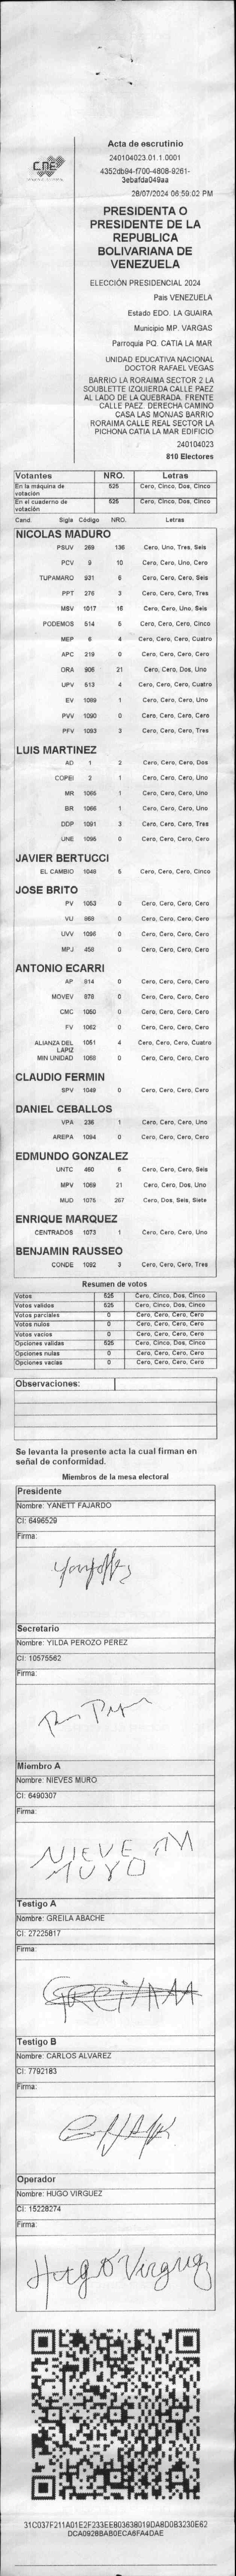 CNE
Acta de escrutinio
240104023.01.1.0001
4352db94-f700-4808-9261-
3ebafda049aa
28/07/2024 06:59:02 PM
PRESIDENTA O
PRESIDENTE DE LA
REPUBLICA
BOLIVARIANA DE
VENEZUELA
ELECCIÓN PRESIDENCIAL 2024
Pais VENEZUELA
Estado EDO. LA GUAIRA
Municipio MP. VARGAS
Parroquia PQ. CATIA LA MAR
UNIDAD EDUCATIVA NACIONAL
DOCTOR RAFAEL VEGAS
BARRIO LA RORAIMA SECTOR 2 LA
SOUBLETTE IZQUIERDA CALLE PAEZ
AL LADO DE LA QUEBRADA. FRENTE
CALLE PAEZ. DERECHA CAMINO
CASA LAS MONJAS BARRIO
RORAIMA CALLE REAL SECTOR LA
PICHONA CATIA LA MAR EDIFICIO
240104023
810 Electores
Votantes NRO. Letras
En la máquina de votación 525 Cero, Cinco, Dos, Cinco
En el cuaderno de votación 525 Cero, Cinco, Dos, Cinco
Cand. Sigla Código NRO. Letras
NICOLAS MADURO
PSUV 269 136 Cero, Uno, Tres, Seis
PCV 9 10 Cero, Cero, Uno, Cero
TUPAMARO 931 6 Cero, Cero, Cero, Seis
PPT 276 3 Cero, Cero, Cero, Tres
MSV 1017 16 Cero, Cero, Uno, Seis
PODEMOS 514 5 Cero, Cero, Cero, Cinco
MEP 6 4 Cero, Cero, Cero, Cuatro
APC 219 0 Cero, Cero, Cero, Cero
ORA 906 21 Cero, Cero, Dos, Uno
UPV 513 4 Cero, Cero, Cero, Cuatro
EV 1089 1 Cero, Cero, Cero, Uno
PVV 1090 0 Cero, Cero, Cero, Cero
PFV 1093 3 Cero, Cero, Cero, Tres
LUIS MARTINEZ
AD 1 2 Cero, Cero, Cero, Dos
COPEI 2 1 Cero, Cero, Cero, Uno
MR 1065 1 Cero, Cero, Cero, Uno
BR 1066 1 Cero, Cero, Cero, Uno
DDP 1091 3 Cero, Cero, Cero, Tres
UNE 1095 0 Cero, Cero, Cero, Cero
JAVIER BERTUCCI
EL CAMBIO 1048 5 Cero, Cero, Cero, Cinco
JOSE BRITO
PV 1053 0 Cero, Cero, Cero, Cero
VU 868 0 Cero, Cero, Cero, Cero
UVV 1096 0 Cero, Cero, Cero, Cero
MPJ 458 0 Cero, Cero, Cero, Cero
ANTONIO ECARRI
AP 814 0 Cero, Cero, Cero, Cero
MOVEV 878 0 Cero, Cero, Cero, Cero
CMC 1050 0 Cero, Cero, Cero, Cero
FV 1062 0 Cero, Cero, Cero, Cero
ALIANZA DEL LAPIZ 1051 4 Cero, Cero, Cero, Cuatro
MIN UNIDAD 1068 0 Cero, Cero, Cero, Cero
CLAUDIO FERMIN
SPV 1049 0 Cero, Cero, Cero, Cero
DANIEL CEBALLOS
VPA 236 1 Cero, Cero, Cero, Uno
AREPA 1094 0 Cero, Cero, Cero, Cero
EDMUNDO GONZALEZ
UNTC 460 6 Cero, Cero, Cero, Seis
MPV 1069 21 Cero, Cero, Dos, Uno
MUD 1075 267 Cero, Dos, Seis, Siete
ENRIQUE MARQUEZ
CENTRADOS 1073 1 Cero, Cero, Cero, Uno
BENJAMIN RAUSSEO
CONDE 1092 3 Cero, Cero, Cero, Tres
Resumen de votos
Votos 525 Cero, Cinco, Dos, Cinco
Votos validos 525 Cero, Cinco, Dos, Cinco
Votos parciales 0 Cero, Cero, Cero, Cero
Votos nulos 0 Cero, Cero, Cero, Cero
Votos vacios 0 Cero, Cero, Cero, Cero
Opciones validas 525 Cero, Cinco, Dos, Cinco
Opciones nulas 0 Cero, Cero, Cero, Cero
Opciones vacias 0 Cero, Cero, Cero, Cero
Observaciones:
Se levanta la presente acta la cual firman en
señal de conformidad.
Miembros de la mesa electoral
Presidente
Nombre: YANETT FAJARDO
CI: 6496529
Firma:
Secretario
Nombre: YILDA PEROZO PEREZ
CI: 10575562
Firma:
Miembro A
Nombre: NIEVES MURO
CI: 6490307
Firma:
NIEVE M
MUYO
Testigo A
Nombre: GREILA ABACHE
CI: 27225817
Firma:
Testigo B
Nombre: CARLOS ALVAREZ
CI: 7792183
Firma:
Operador
Nombre: HUGO VIRGUEZ
CI: 15228274
Firma:
Hugo Virguez
31C037F211A01E2F233EE803638019DA8D0B3230E62
DCA0928BAB0ECA6FA4DAE